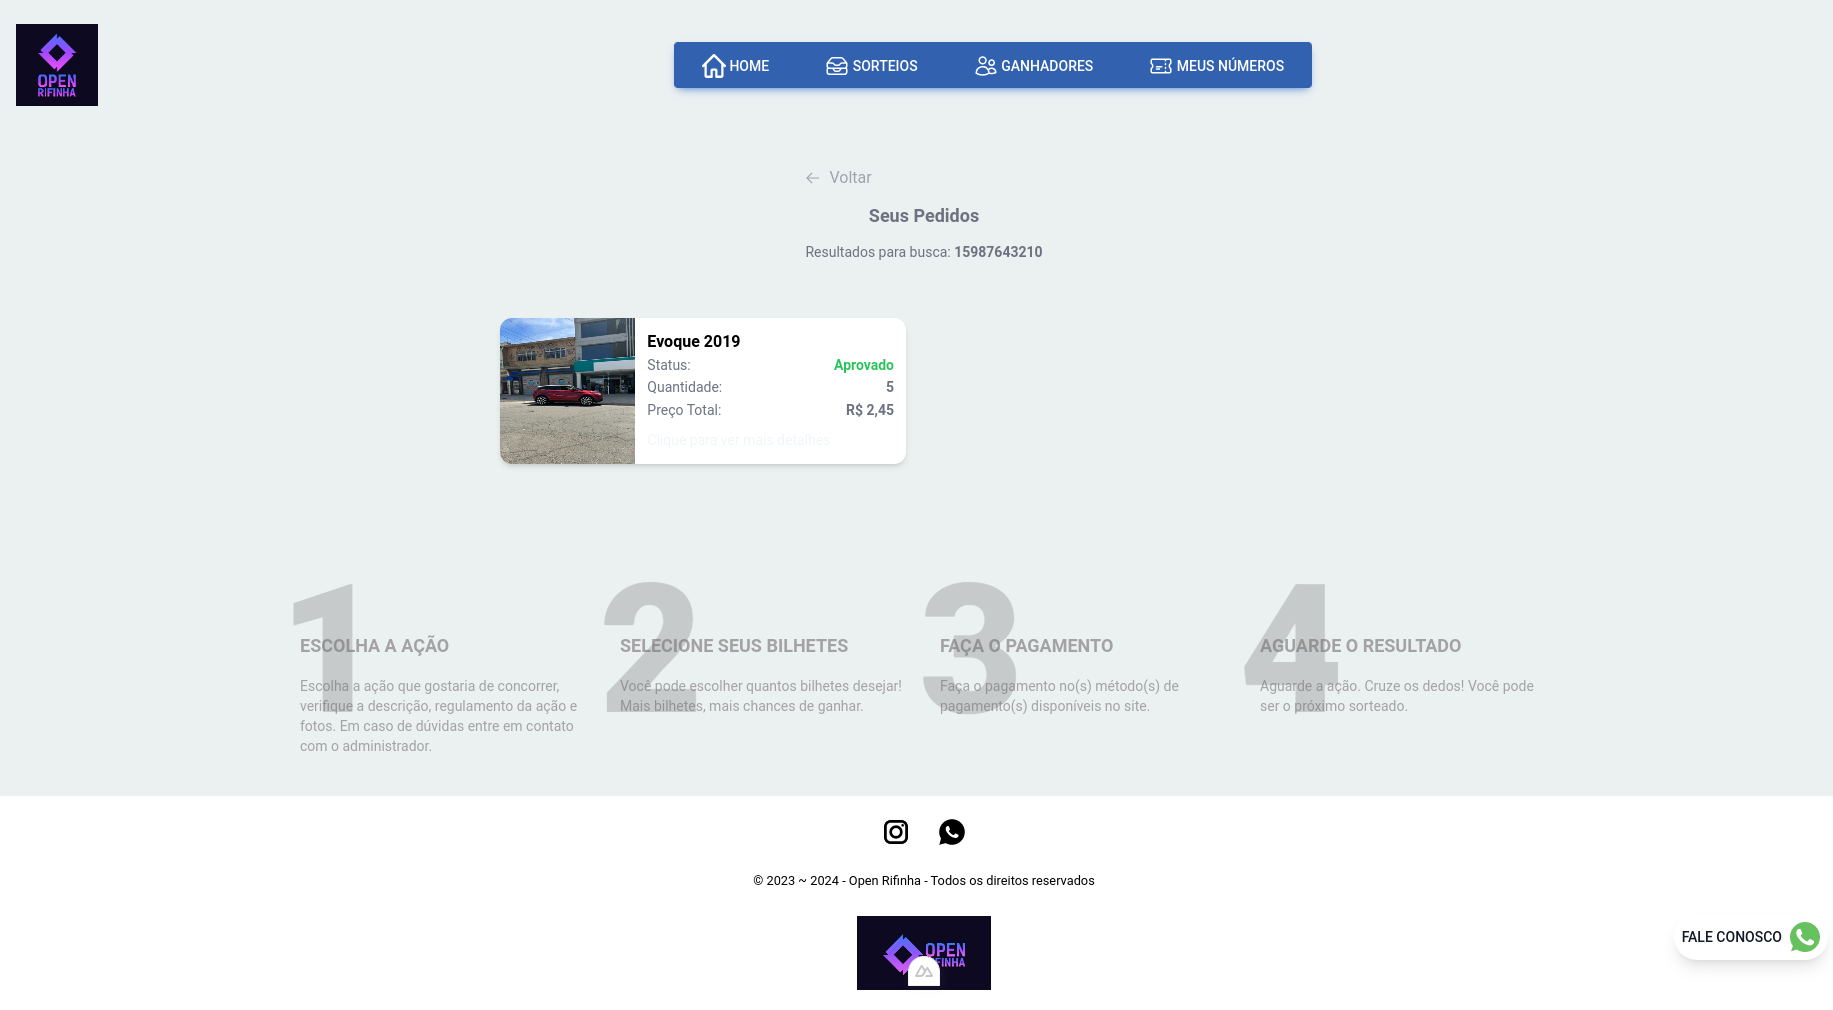 OPEN
RIFINHA
HOME
SORTEIOS
GANHADORES
MEUS NÚMEROS
Voltar
Seus Pedidos
Resultados para busca: 15987643210
Evoque 2019
Status: Aprovado
Quantidade: 5
Preço Total: R$ 2,45
Clique para ver mais detalhes
1
ESCOLHA A AÇÃO
Escolha a ação que gostaria de concorrer,
verifique a descrição, regulamento da ação e
fotos. Em caso de dúvidas entre em contato
com o administrador.
2
SELECIONE SEUS BILHETES
Você pode escolher quantos bilhetes desejar!
Mais bilhetes, mais chances de ganhar.
3
FAÇA O PAGAMENTO
Faça o pagamento no(s) método(s) de
pagamento(s) disponíveis no site.
4
AGUARDE O RESULTADO
Aguarde a ação. Cruze os dedos! Você pode
ser o próximo sorteado.
© 2023 ~ 2024 - Open Rifinha - Todos os direitos reservados
OPEN
FALE CONOSCO